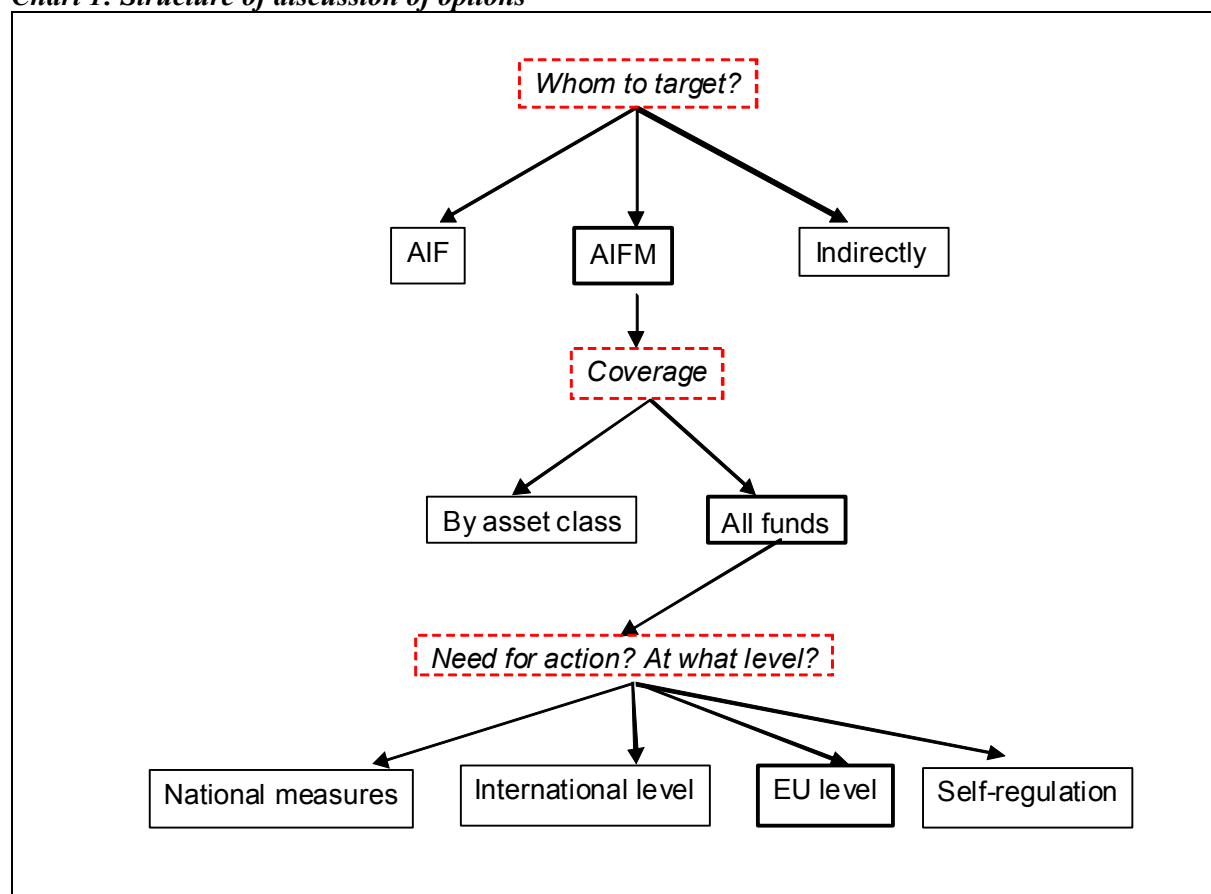 Chart 1: Structure of discussion of options
Whom to target?
AIF
AIFM
Indirectly
Coverage
By asset class
All funds
Need for action? At what level?
National measures
International level
EU level
Self-regulation